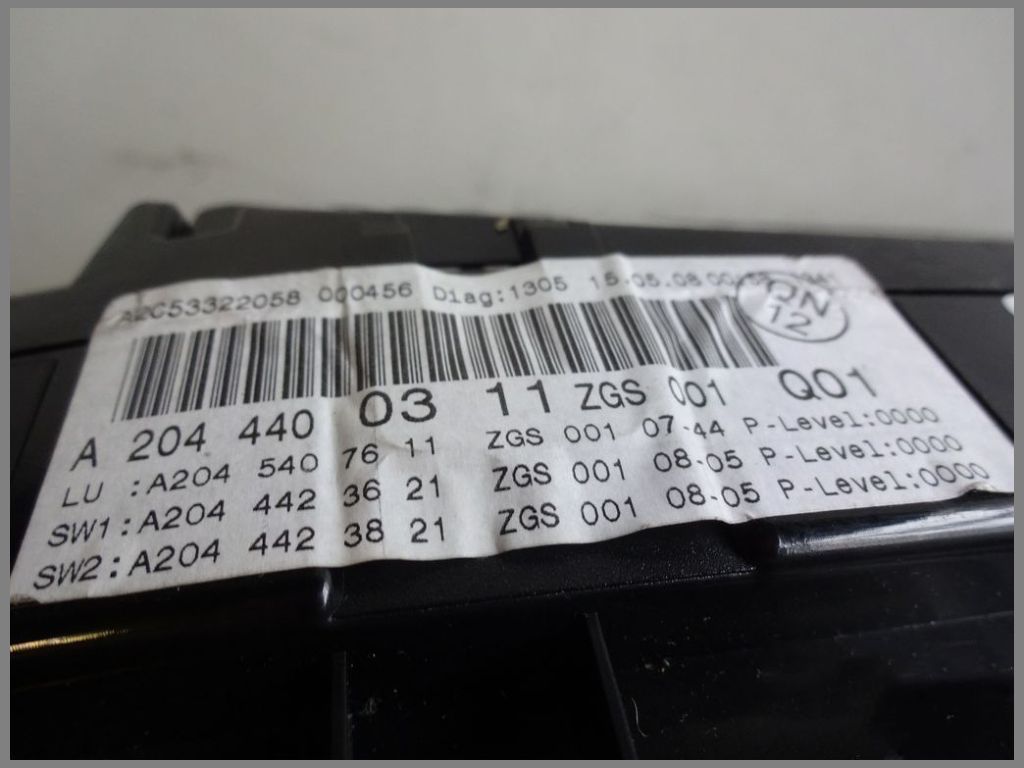 A2C53322058 000456 Diag:1305 15.05.08
QN
12
A 204 440 03 11 ZGS 001 Q01
LU :A204 540 76 11 ZGS 001 07-44 P-Level:0000
SW1:A204 442 36 21 ZGS 001 08-05 P-Level:0000
SW2:A204 442 38 21 ZGS 001 08-05 P-Level:0000